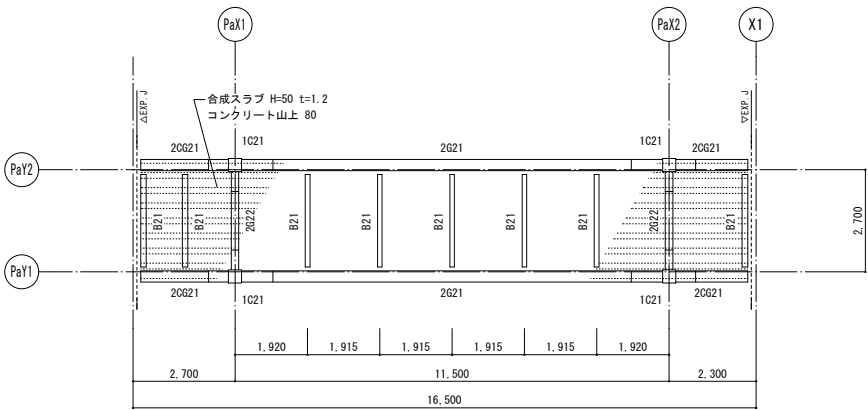 PaX1
PaX2
X1
△EXP.J
合成スラブ H=50 t=1.2
コンクリート山上 80
▽EXP.J
2CG21
1C21
2G21
1C21
2CG21
PaY2
B21
B21
2G22
B21
B21
B21
B21
B21
2G22
B21
2,700
PaY1
2CG21
1C21
2G21
1C21
2CG21
1,920
1,915
1,915
1,915
1,915
1,920
2,700
11,500
2,300
16,500